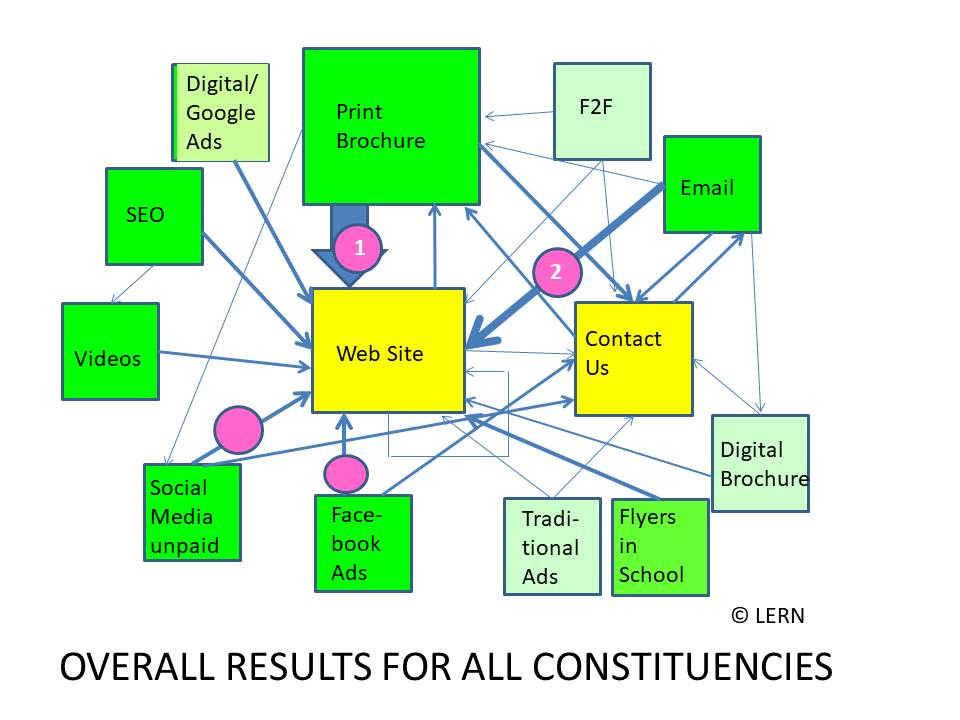 Digital/
Google
Ads
Print
Brochure
F2F
Email
SEO
1
2
Videos
Web Site
Contact
Us
Digital
Brochure
Social
Media
unpaid
Face-
book
Ads
Tradi-
tional
Ads
Flyers
in
School
© LERN
OVERALL RESULTS FOR ALL CONSTITUENCIES